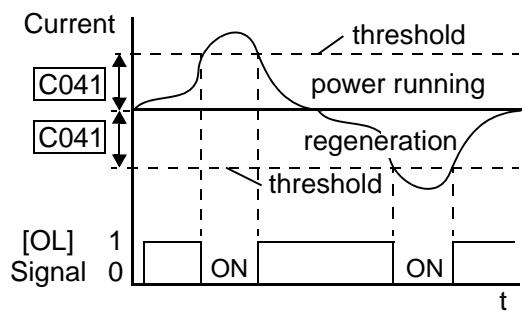 Current
threshold
C041
power running
C041
regeneration
threshold
[OL] 1
Signal 0
ON
ON
t